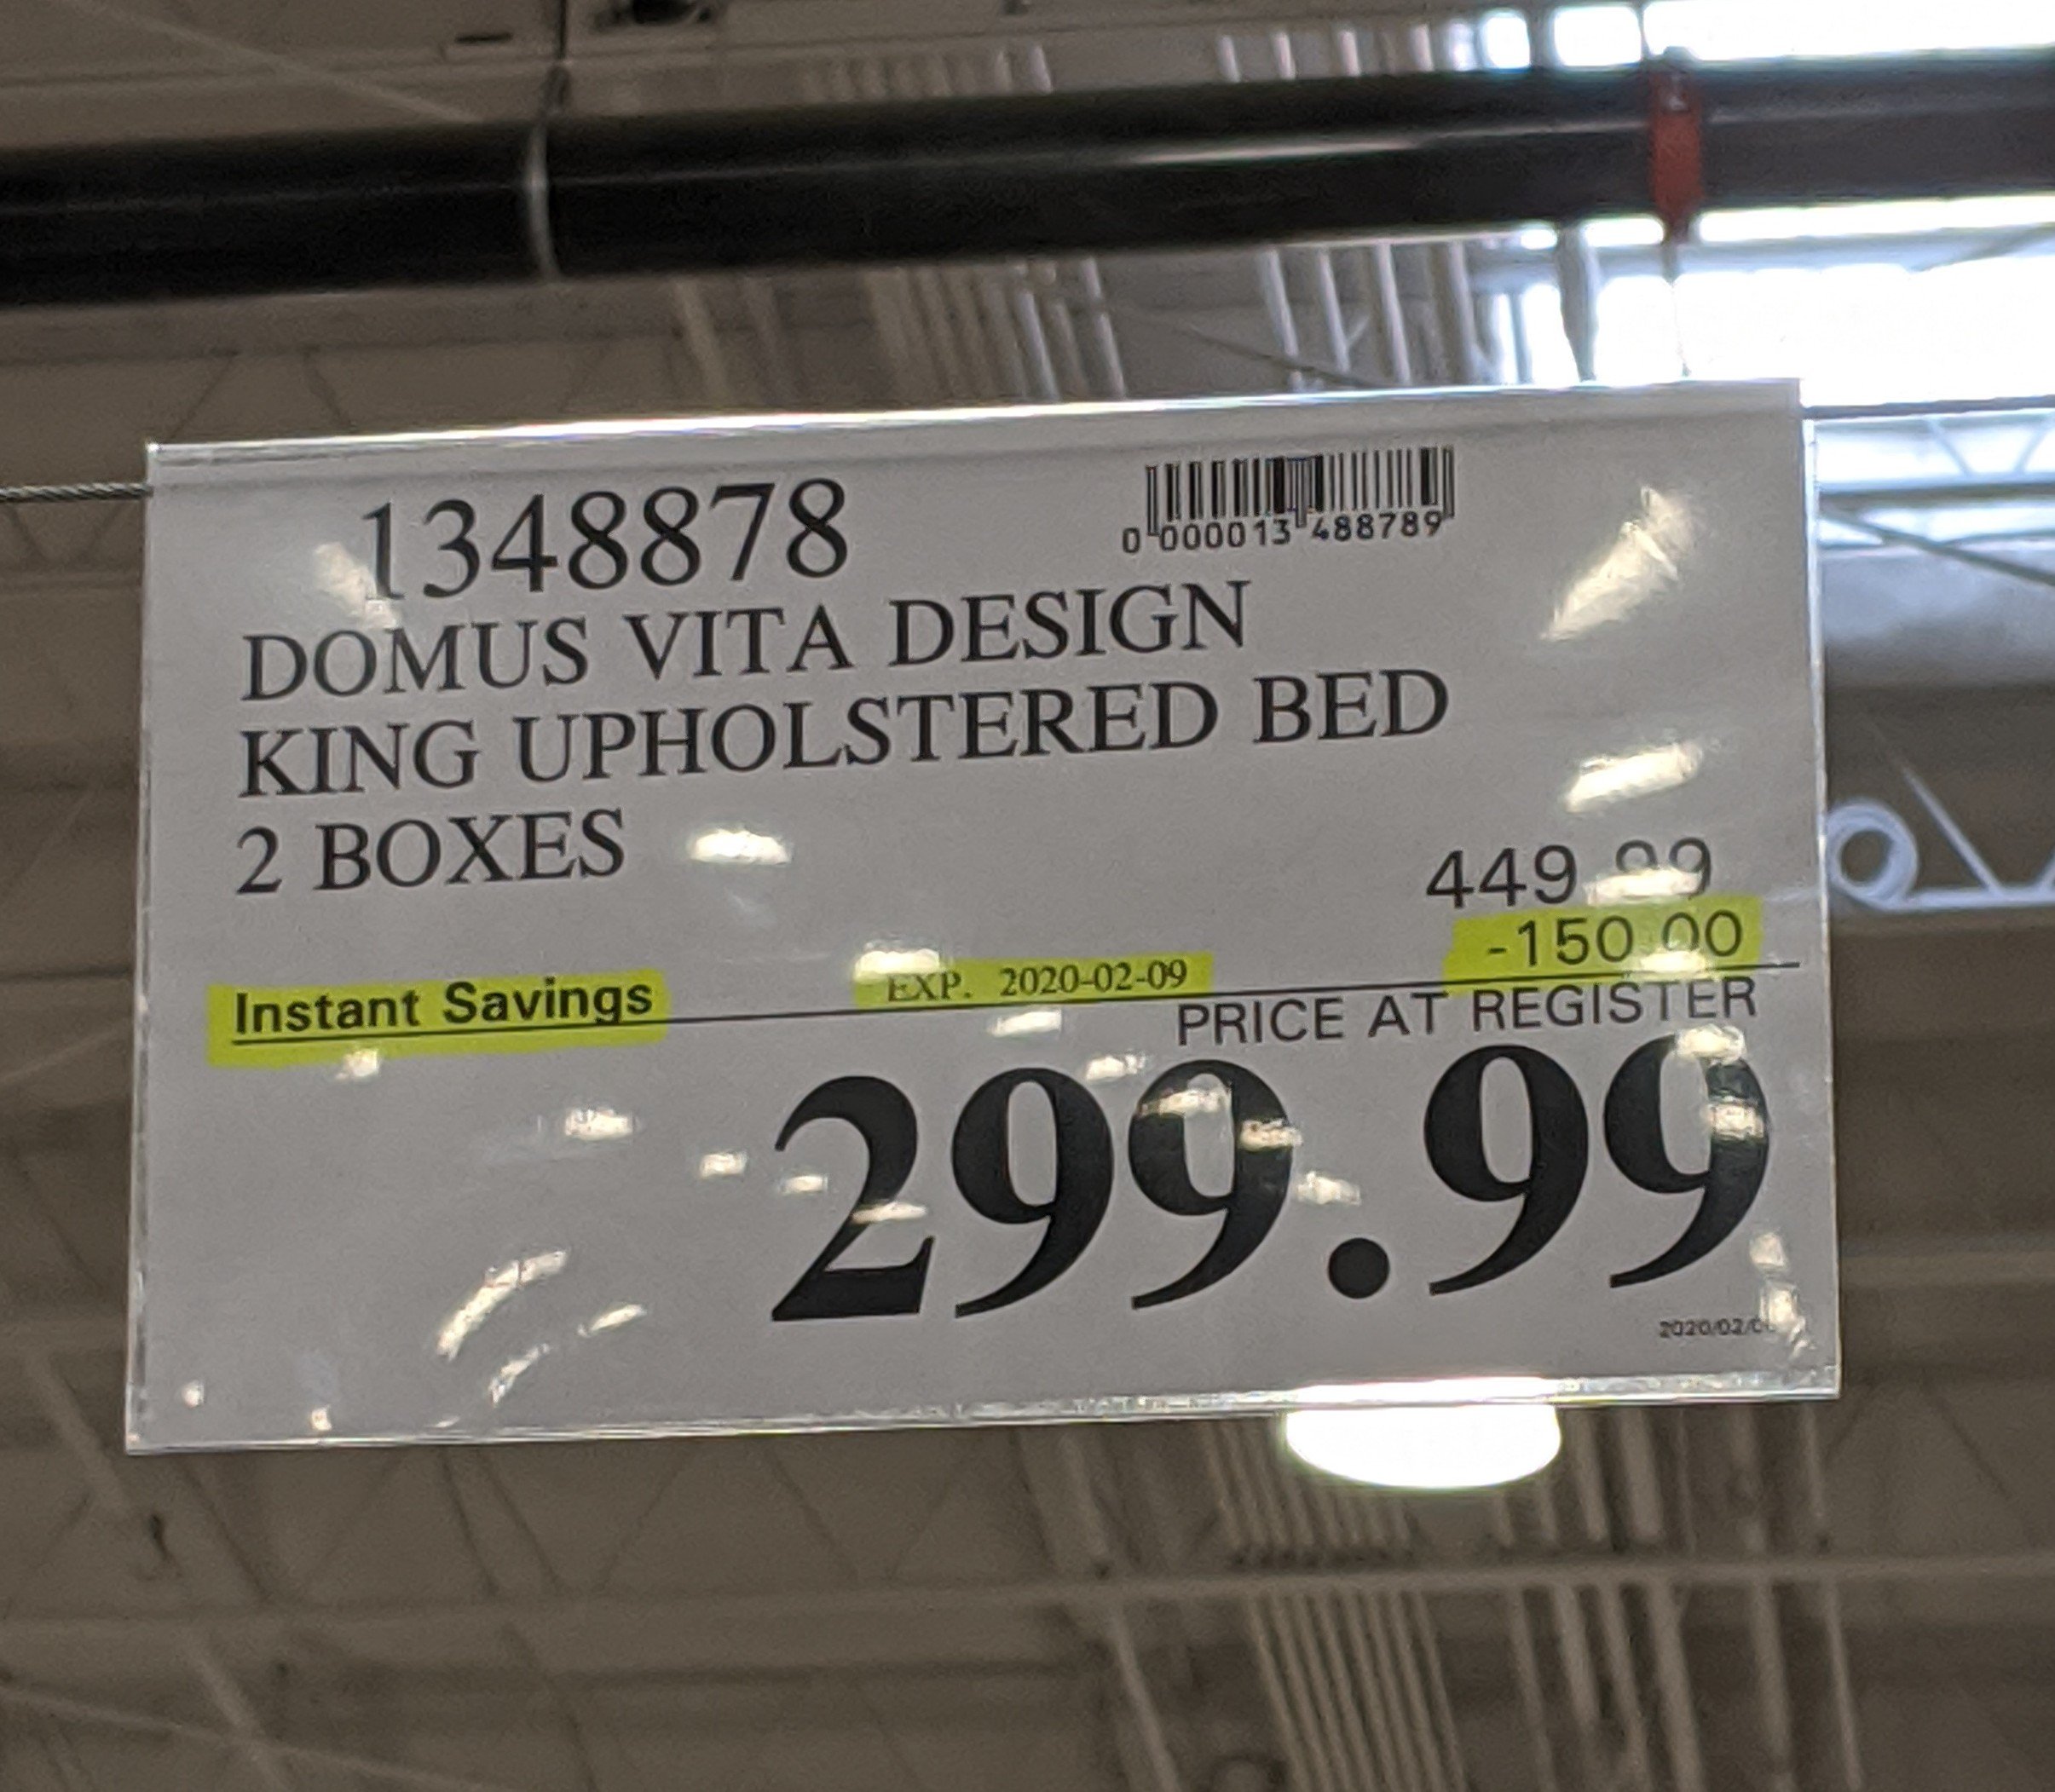 1348878
0 000013 488789
DOMUS VITA DESIGN
KING UPHOLSTERED BED
2 BOXES
449.99
-150.00
Instant Savings EXP. 2020-02-09
PRICE AT REGISTER
299.99